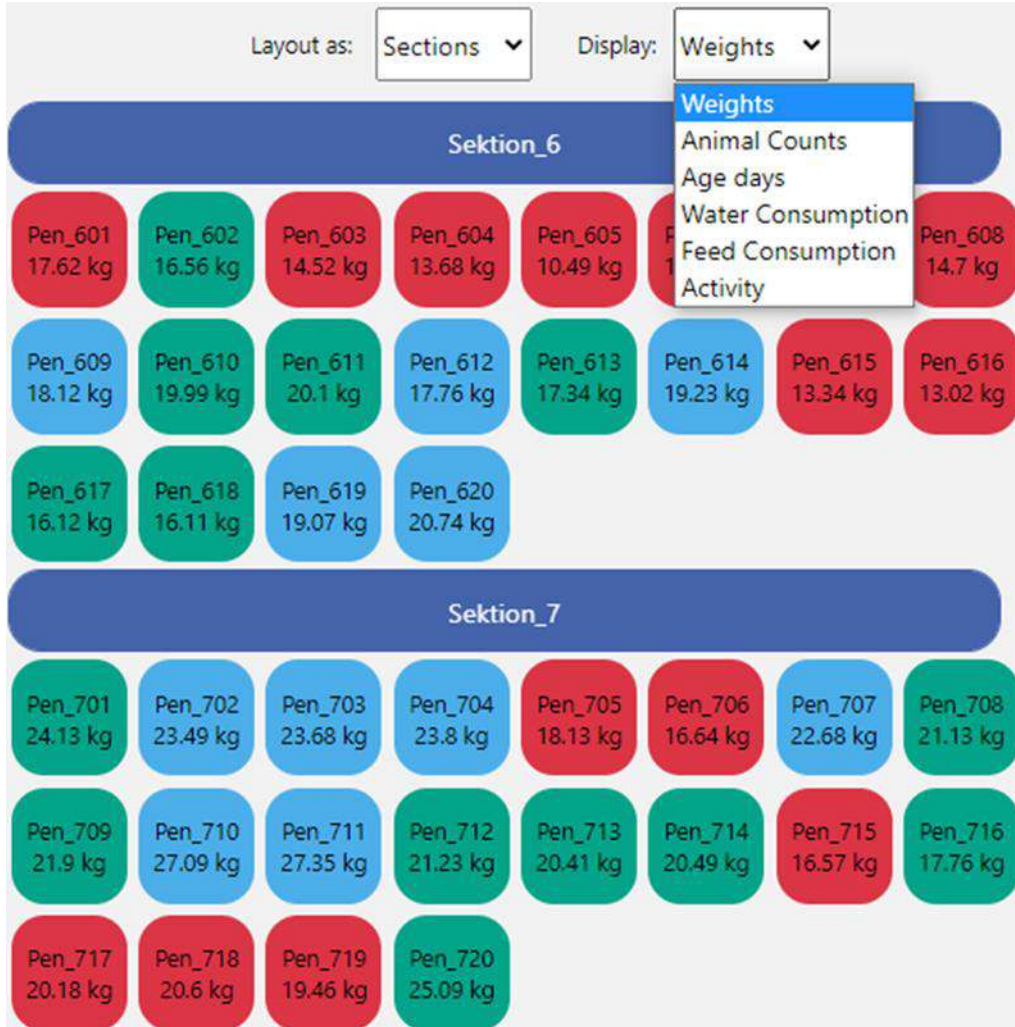 Layout as: Sections Display: Weights
Weights
Animal Counts
Age days
Water Consumption
Feed Consumption
Activity
Sektion_6
Pen_601 Pen_602 Pen_603 Pen_604 Pen_605 Pen_608
17.62 kg 16.56 kg 14.52 kg 13.68 kg 10.49 kg 14.7 kg
Pen_609 Pen_610 Pen_611 Pen_612 Pen_613 Pen_614 Pen_615 Pen_616
18.12 kg 19.99 kg 20.1 kg 17.76 kg 17.34 kg 19.23 kg 13.34 kg 13.02 kg
Pen_617 Pen_618 Pen_619 Pen_620
16.12 kg 16.11 kg 19.07 kg 20.74 kg
Sektion_7
Pen_701 Pen_702 Pen_703 Pen_704 Pen_705 Pen_706 Pen_707 Pen_708
24.13 kg 23.49 kg 23.68 kg 23.8 kg 18.13 kg 16.64 kg 22.68 kg 21.13 kg
Pen_709 Pen_710 Pen_711 Pen_712 Pen_713 Pen_714 Pen_715 Pen_716
21.9 kg 27.09 kg 27.35 kg 21.23 kg 20.41 kg 20.49 kg 16.57 kg 17.76 kg
Pen_717 Pen_718 Pen_719 Pen_720
20.18 kg 20.6 kg 19.46 kg 25.09 kg